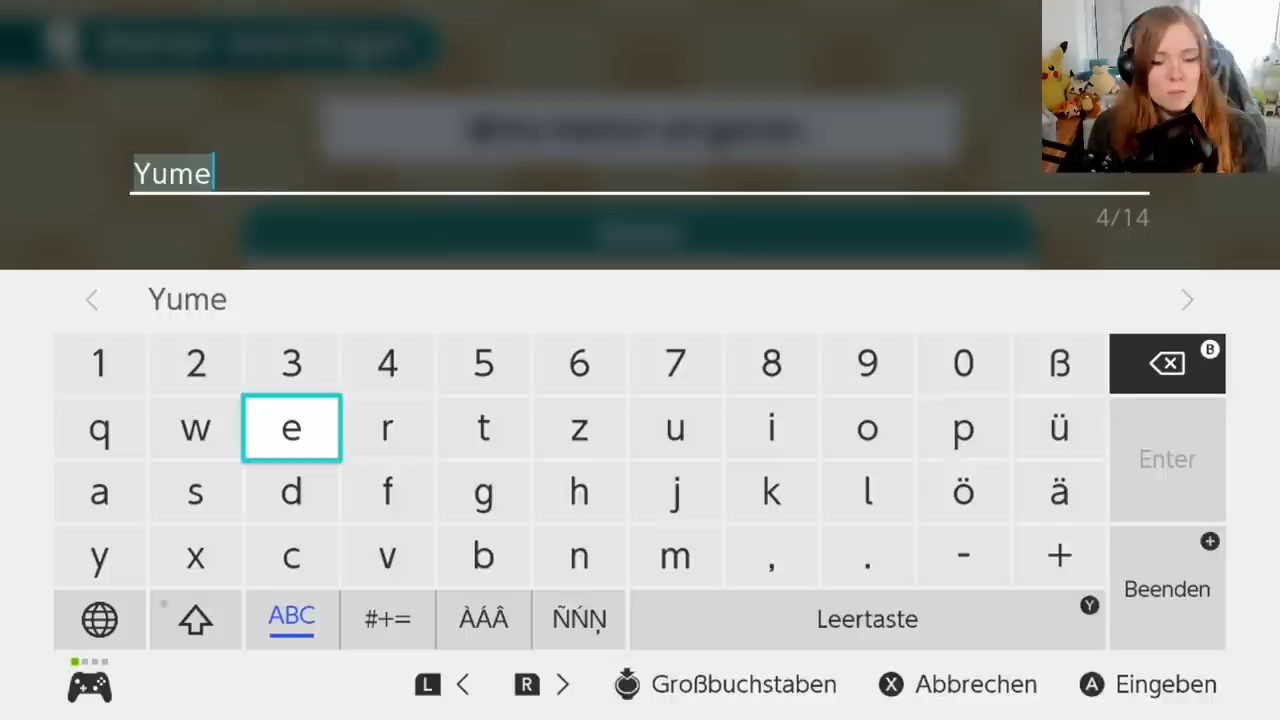 Yume
4/14
Yume
1 2 3 4 5 6 7 8 9 0 ß B
q w e r t z u i o p ü
Enter
a s d f g h j k l ö ä
y x c v b n m , . - +
Beenden
ABC #+= ÀÁÂ ÑŃŅ Leertaste Y
L R Großbuchstaben X Abbrechen A Eingeben